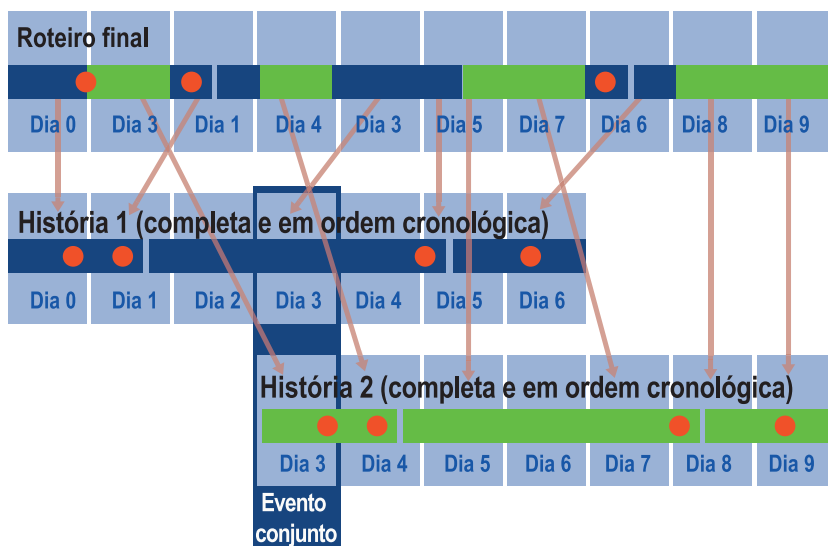 Roteiro final
Dia 0 Dia 3 Dia 1 Dia 4 Dia 3 Dia 5 Dia 7 Dia 6 Dia 8 Dia 9
História 1 (completa e em ordem cronológica)
Dia 0 Dia 1 Dia 2 Dia 3 Dia 4 Dia 5 Dia 6
História 2 (completa e em ordem cronológica)
Dia 3 Dia 4 Dia 5 Dia 6 Dia 7 Dia 8 Dia 9
Evento
conjunto